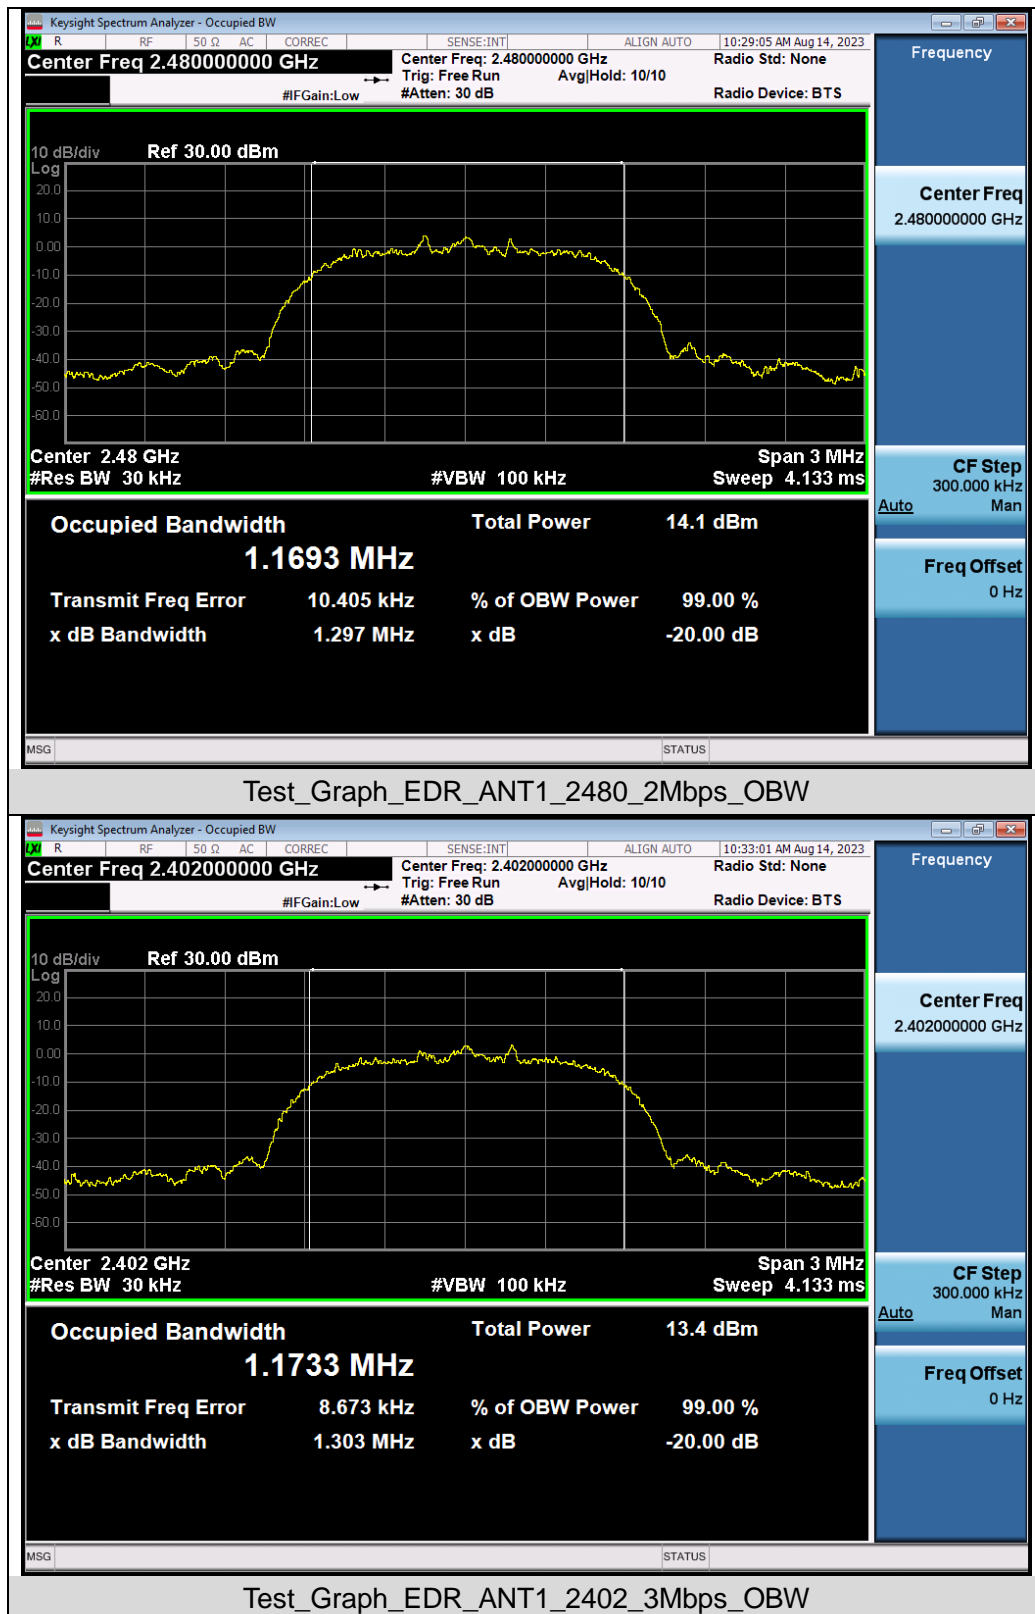 Keysight Spectrum Analyzer - Occupied BW
LXI R RF 50 Ω AC CORREC SENSE:INT ALIGN AUTO 10:29:05 AM Aug 14, 2023
Center Freq 2.480000000 GHz
Center Freq: 2.480000000 GHz Radio Std: None
Trig: Free Run Avg|Hold: 10/10
#IFGain:Low #Atten: 30 dB Radio Device: BTS
Frequency
10 dB/div Ref 30.00 dBm
Log
20.0
10.0
0.00
-10.0
-20.0
-30.0
-40.0
-50.0
-60.0
Center 2.48 GHz Span 3 MHz
#Res BW 30 kHz #VBW 100 kHz Sweep 4.133 ms
Center Freq
2.480000000 GHz
CF Step
300.000 kHz
Auto Man
Freq Offset
0 Hz
Occupied Bandwidth Total Power 14.1 dBm
1.1693 MHz
Transmit Freq Error 10.405 kHz % of OBW Power 99.00 %
x dB Bandwidth 1.297 MHz x dB -20.00 dB
MSG STATUS
Test_Graph_EDR_ANT1_2480_2Mbps_OBW
Keysight Spectrum Analyzer - Occupied BW
LXI R RF 50 Ω AC CORREC SENSE:INT ALIGN AUTO 10:33:01 AM Aug 14, 2023
Center Freq 2.402000000 GHz
Center Freq: 2.402000000 GHz Radio Std: None
Trig: Free Run Avg|Hold: 10/10
#IFGain:Low #Atten: 30 dB Radio Device: BTS
Frequency
10 dB/div Ref 30.00 dBm
Log
20.0
10.0
0.00
-10.0
-20.0
-30.0
-40.0
-50.0
-60.0
Center 2.402 GHz Span 3 MHz
#Res BW 30 kHz #VBW 100 kHz Sweep 4.133 ms
Center Freq
2.402000000 GHz
CF Step
300.000 kHz
Auto Man
Freq Offset
0 Hz
Occupied Bandwidth Total Power 13.4 dBm
1.1733 MHz
Transmit Freq Error 8.673 kHz % of OBW Power 99.00 %
x dB Bandwidth 1.303 MHz x dB -20.00 dB
MSG STATUS
Test_Graph_EDR_ANT1_2402_3Mbps_OBW